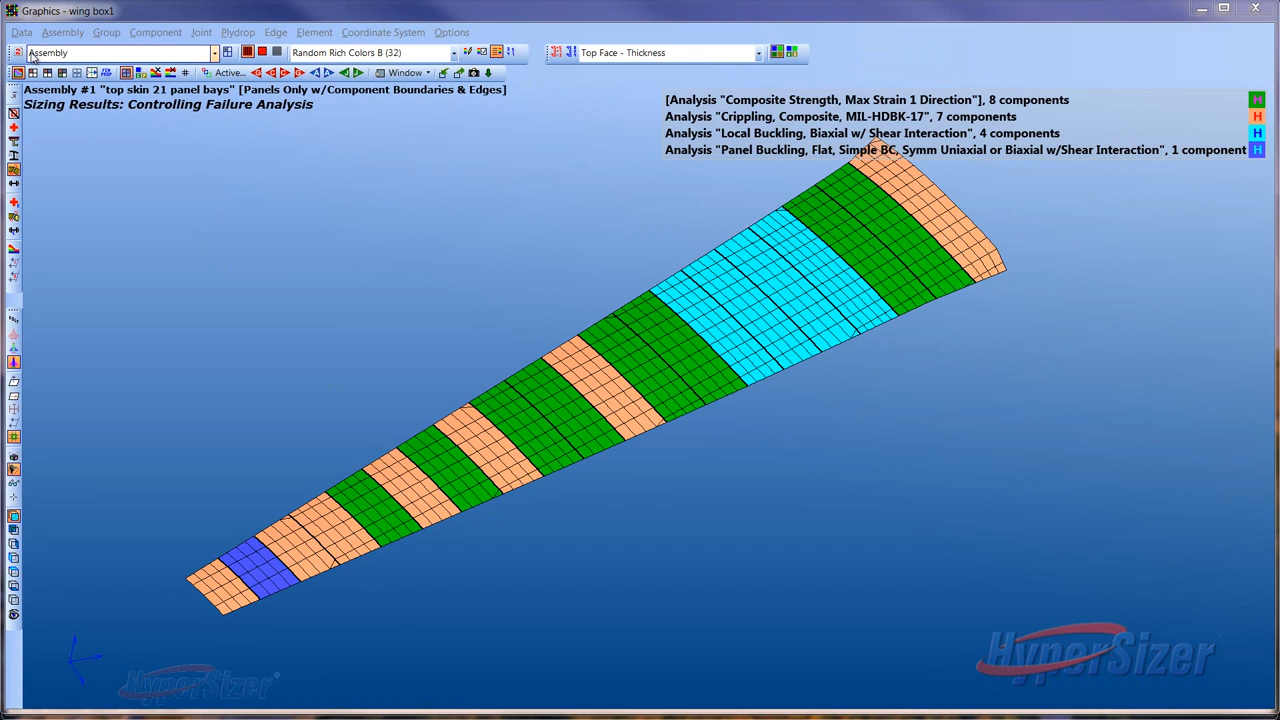 Graphics - wing box1
Data Assembly Group Component Joint Plydrop Edge Element Coordinate System Options
Assembly
Random Rich Colors B (32)
Top Face - Thickness
Active...
Window
Assembly #1 "top skin 21 panel bays" [Panels Only w/Component Boundaries & Edges]
Sizing Results: Controlling Failure Analysis
[Analysis "Composite Strength, Max Strain 1 Direction"], 8 components H
Analysis "Crippling, Composite, MIL-HDBK-17", 7 components H
Analysis "Local Buckling, Biaxial w/ Shear Interaction", 4 components H
Analysis "Panel Buckling, Flat, Simple BC, Symm Uniaxial or Biaxial w/Shear Interaction", 1 component H
HyperSizer
HyperSizer